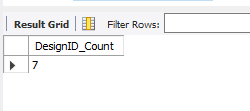 Result Grid Filter Rows:
DesignID_Count
7